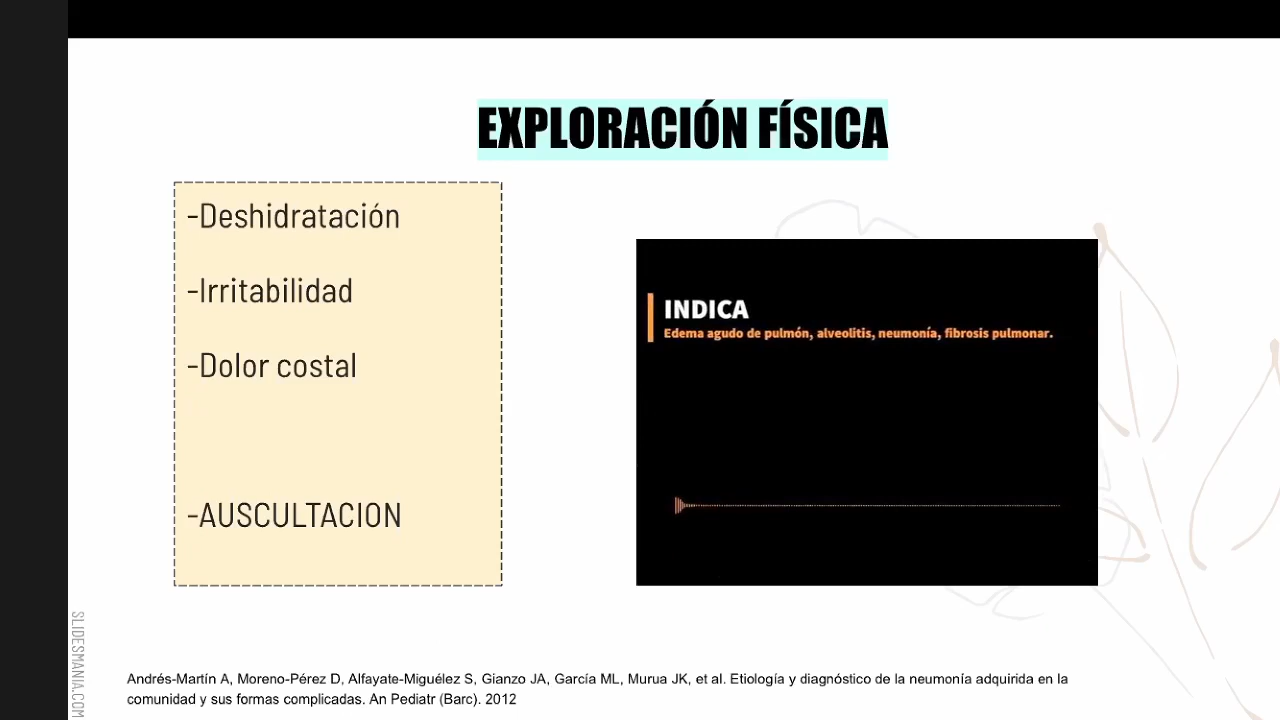 EXPLORACIÓN FÍSICA
-Deshidratación
-Irritabilidad
-Dolor costal
-AUSCULTACION
INDICA
Edema agudo de pulmón, alveolitis, neumonía, fibrosis pulmonar.
SLIDESMANIA.COM
Andrés-Martín A, Moreno-Pérez D, Alfayate-Miguélez S, Gianzo JA, García ML, Murua JK, et al. Etiología y diagnóstico de la neumonía adquirida en la
comunidad y sus formas complicadas. An Pediatr (Barc). 2012